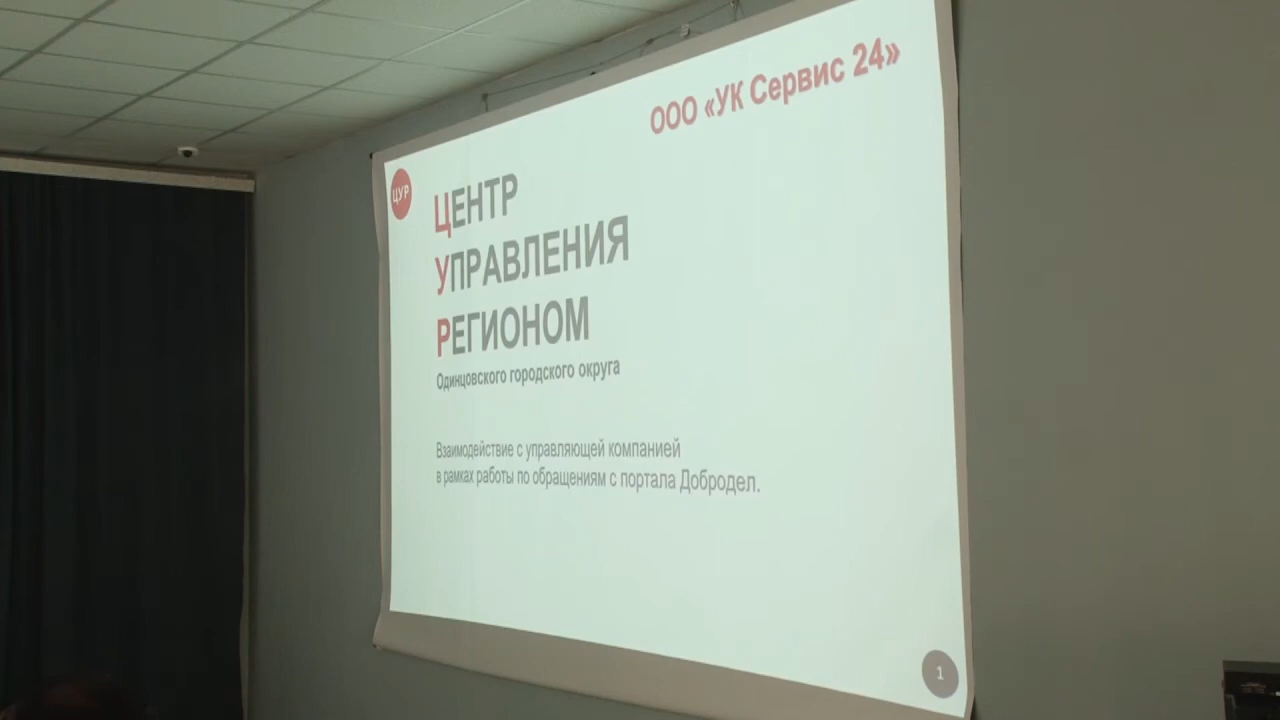 ООО «УК Сервис 24»
ЦУР
ЦЕНТР
УПРАВЛЕНИЯ
РЕГИОНОМ
Одинцовского городского округа
Взаимодействие с управляющей компанией
в рамках работы по обращениям с портала Добродел.
1